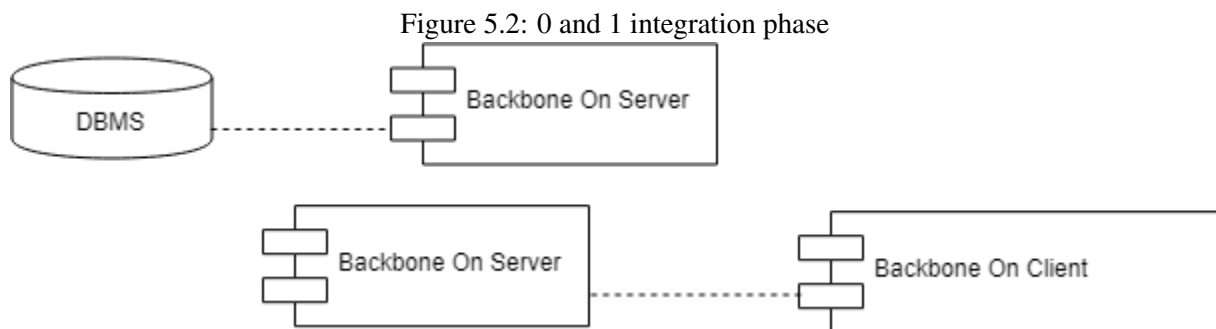 Figure 5.2: 0 and 1 integration phase
DBMS
Backbone On Server
Backbone On Server
Backbone On Client